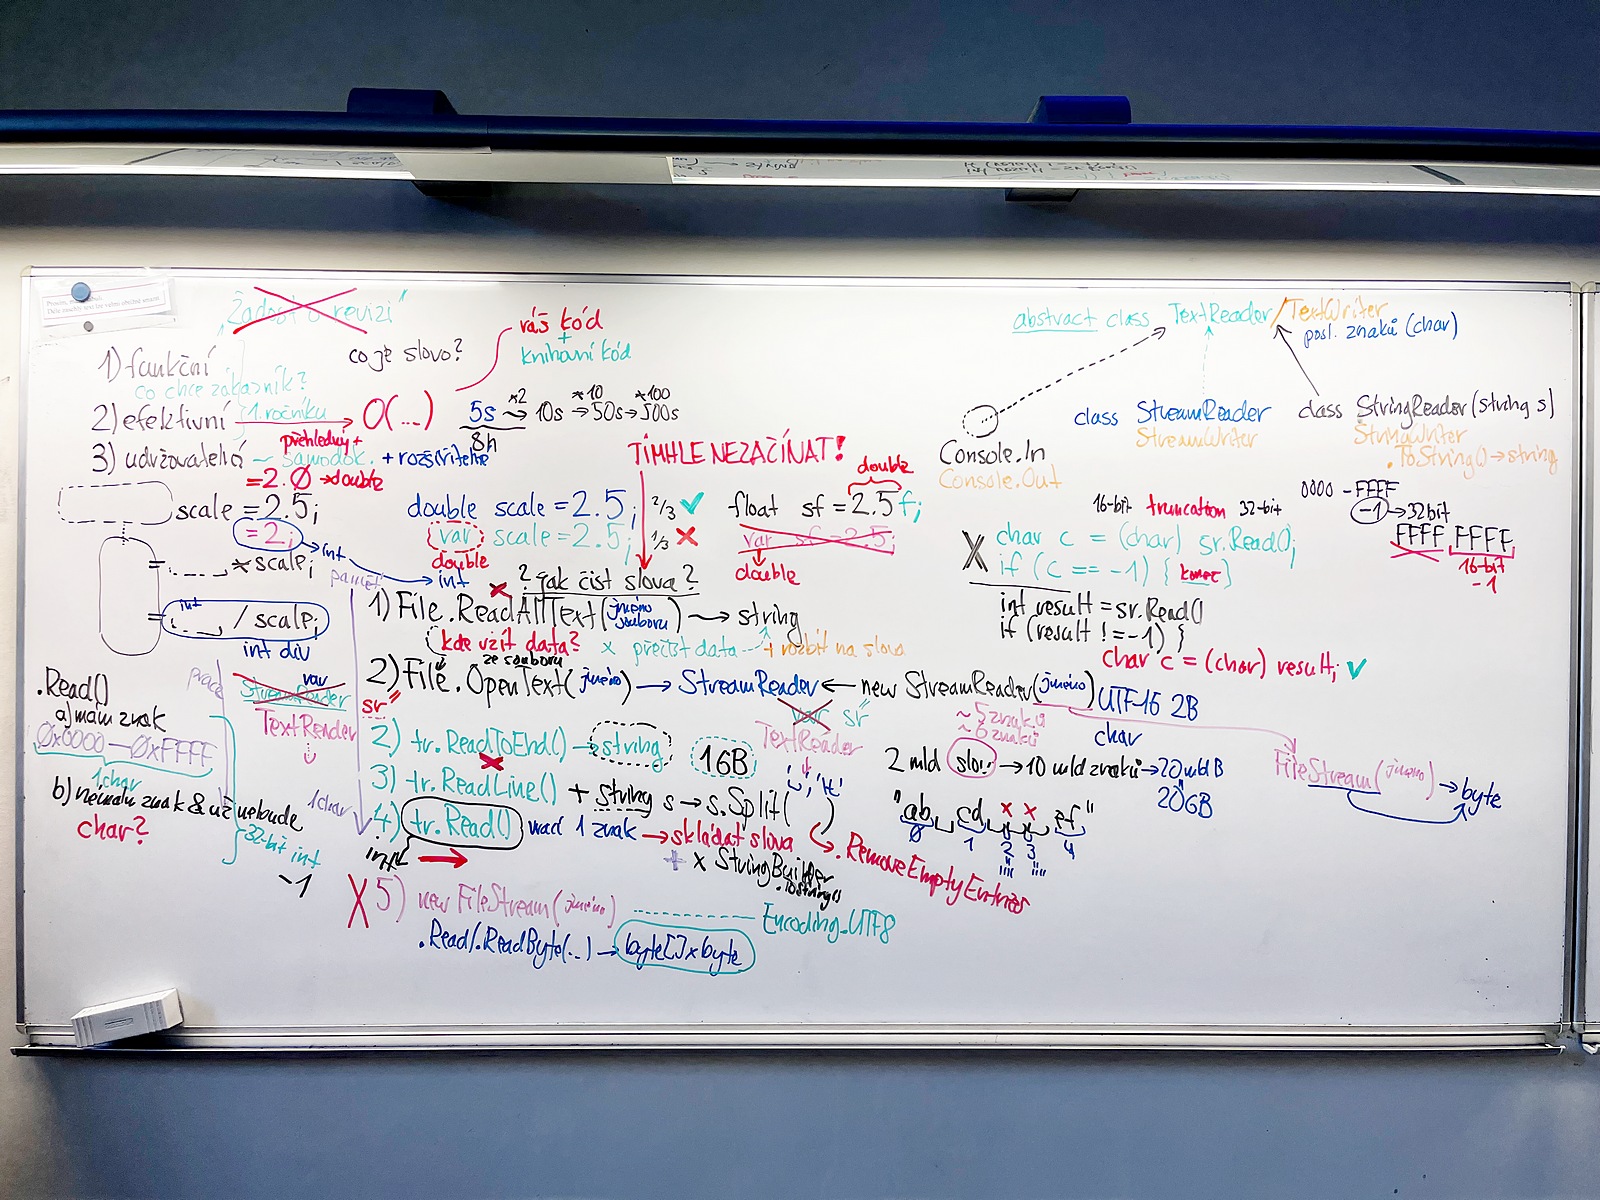 „Žádost o revizi"
1) funkční
co chce zákazník?
co je slovo?
váš kód
+
knihovní kód
2) efektivní
1. ročníku
O(...)
5s
×2
10s
×10
50s
×100
500s
8h
přehledný +
3) udržovatelná – samodok. + rozšiřitelné
=2.0 → double
TÍMHLE NEZAČÍNAT!
scale = 2.5;
= 2;
int
* scale;
int
/ scale;
int div
paměť
double scale = 2.5;
var scale = 2.5;
double
int
2/3 ✓
1/3 ✗
double
float sf = 2.5f;
var sf = 2.5;
double
? jak číst slova?
1) File.ReadAllText(jméno souboru) → string
kde vzít data? × přečíst data + rozbít na slova
ze souboru
2) File.OpenText(jméno) → StreamReader ← new StreamReader(jméno)
sr
var sr
TextReader
2) tr.ReadToEnd() → string
16B
3) tr.ReadLine() + string s → s.Split( )
' ', '\t'
.RemoveEmptyEntries
4) tr.Read() vrací 1 znak → skládat slova
int
+ × StringBuilder
.ToString()
X 5) new FileStream(jméno)
Encoding.UTF8
.Read/.ReadByte(...) → byte[] × byte
.Read()
a) mám znak
0x0000 – 0xFFFF
1 char
b) nemám znak & už nebude
char?
32-bit int
-1
práce
var
StreamReader
TextReader
1 char
abstract class TextReader/TextWriter
posl. znaků (char)
Console.In
Console.Out
class StreamReader
StreamWriter
class StringReader(string s)
StringWriter
.ToString() → string
16-bit truncation 32-bit
X char c = (char) sr.Read();
if (c == -1) { konec }
0000 – FFFF
-1 → 32bit
FFFF FFFF
16-bit
-1
int result = sr.Read()
if (result != -1) {
char c = (char) result; ✓
UTF-16 2B
char
~ 5 znaků
~ 6 znaků
2 mld slov → 10 mld znaků → 20 mld B
20GB
FileStream(jméno) → byte
"ab cd × × ef"
0 1 2 3 4
"" ""